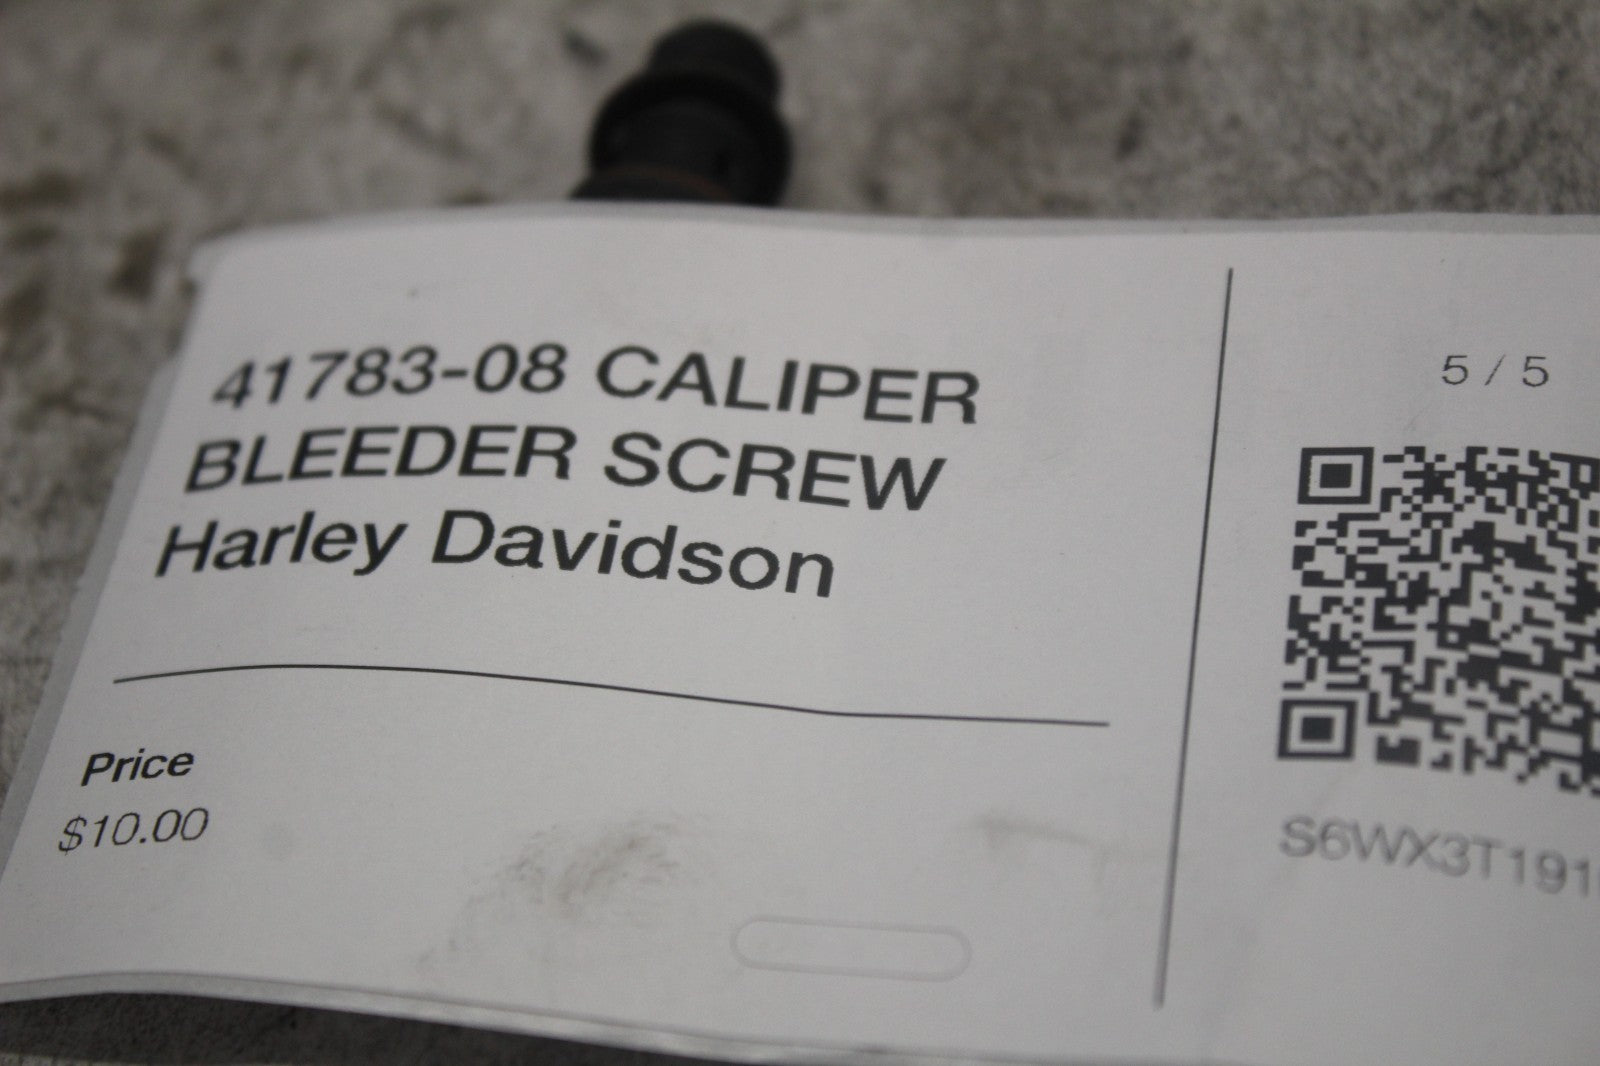 41783-08 CALIPER
BLEEDER SCREW
Harley Davidson
Price
$10.00
5 / 5